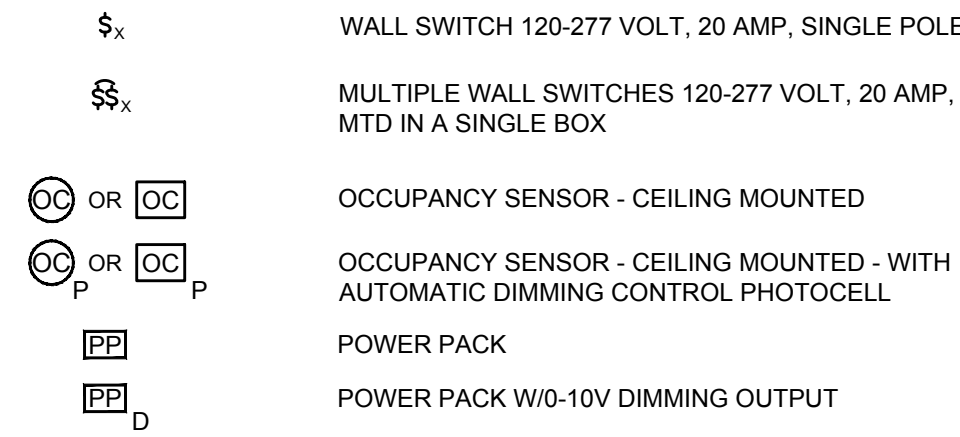 $X WALL SWITCH 120-277 VOLT, 20 AMP, SINGLE POLE
$$X MULTIPLE WALL SWITCHES 120-277 VOLT, 20 AMP,
MTD IN A SINGLE BOX
OC OR OC OCCUPANCY SENSOR - CEILING MOUNTED
OC P OR OC P OCCUPANCY SENSOR - CEILING MOUNTED - WITH
AUTOMATIC DIMMING CONTROL PHOTOCELL
PP POWER PACK
PP D POWER PACK W/0-10V DIMMING OUTPUT